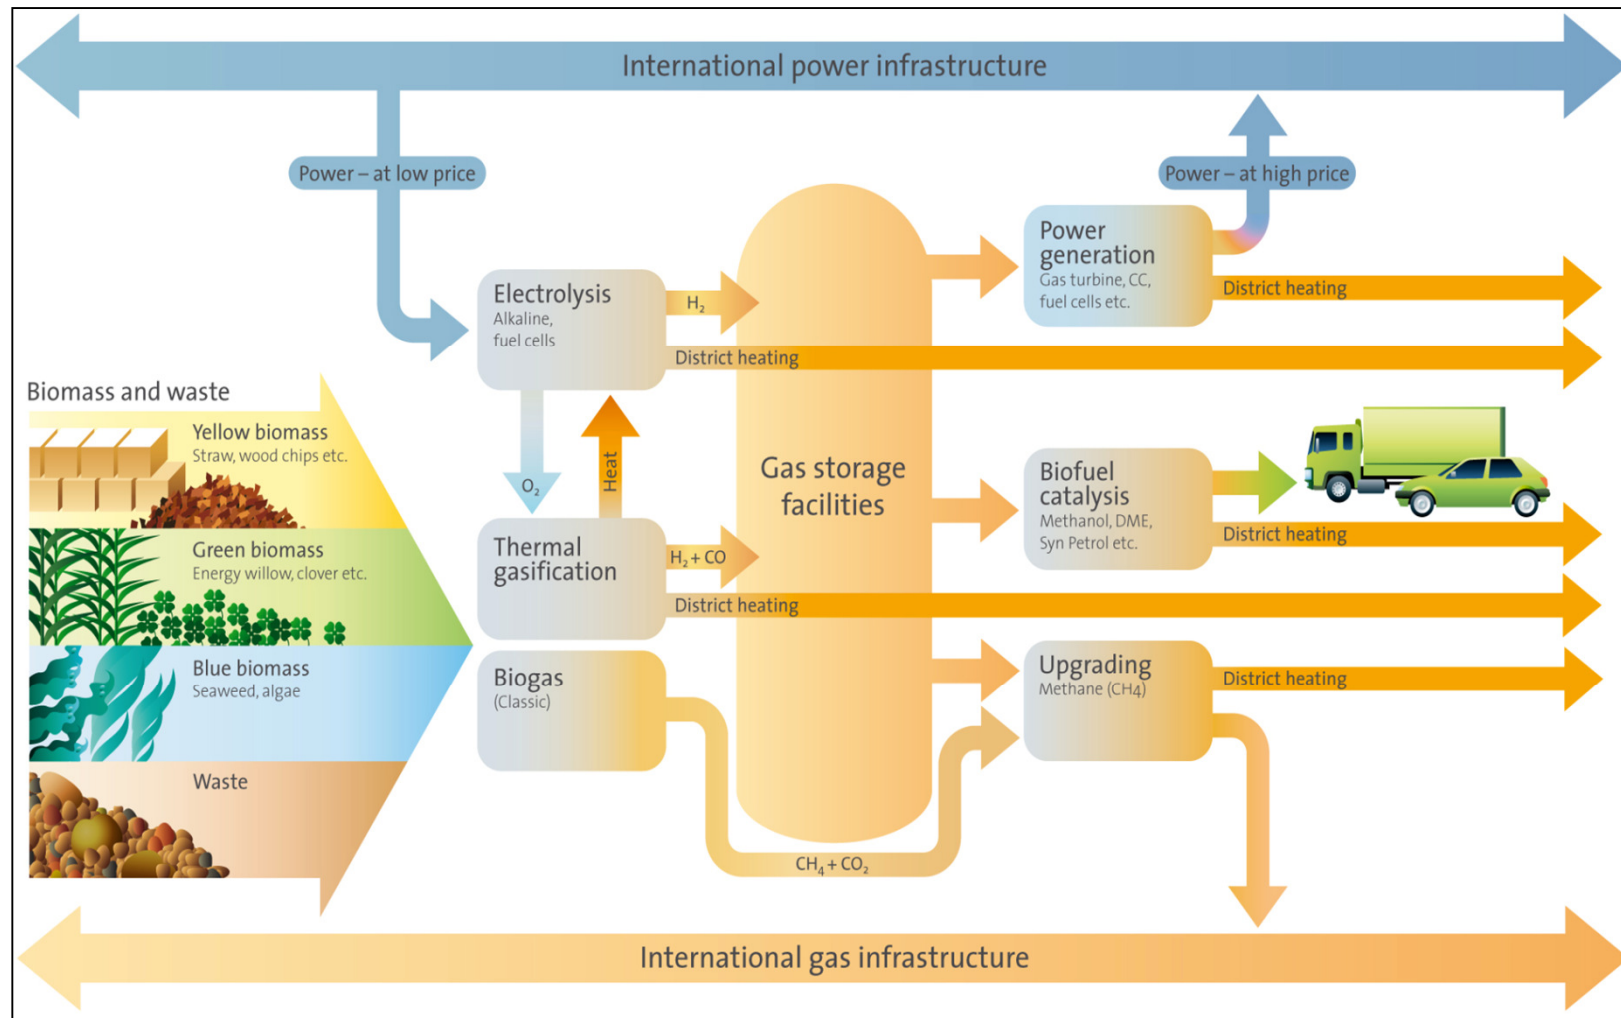 International power infrastructure
Power – at low price
Power – at high price
Electrolysis
Alkaline,
fuel cells
H₂
District heating
Power
generation
Gas turbine, CC,
fuel cells etc.
District heating
Biomass and waste
Yellow biomass
Straw, wood chips etc.
Green biomass
Energy willow, clover etc.
Blue biomass
Seaweed, algae
Waste
O₂
Heat
Gas storage
facilities
Thermal
gasification
H₂ + CO
District heating
Biofuel
catalysis
Methanol, DME,
Syn Petrol etc.
District heating
Biogas
(Classic)
CH₄ + CO₂
Upgrading
Methane (CH4)
District heating
International gas infrastructure